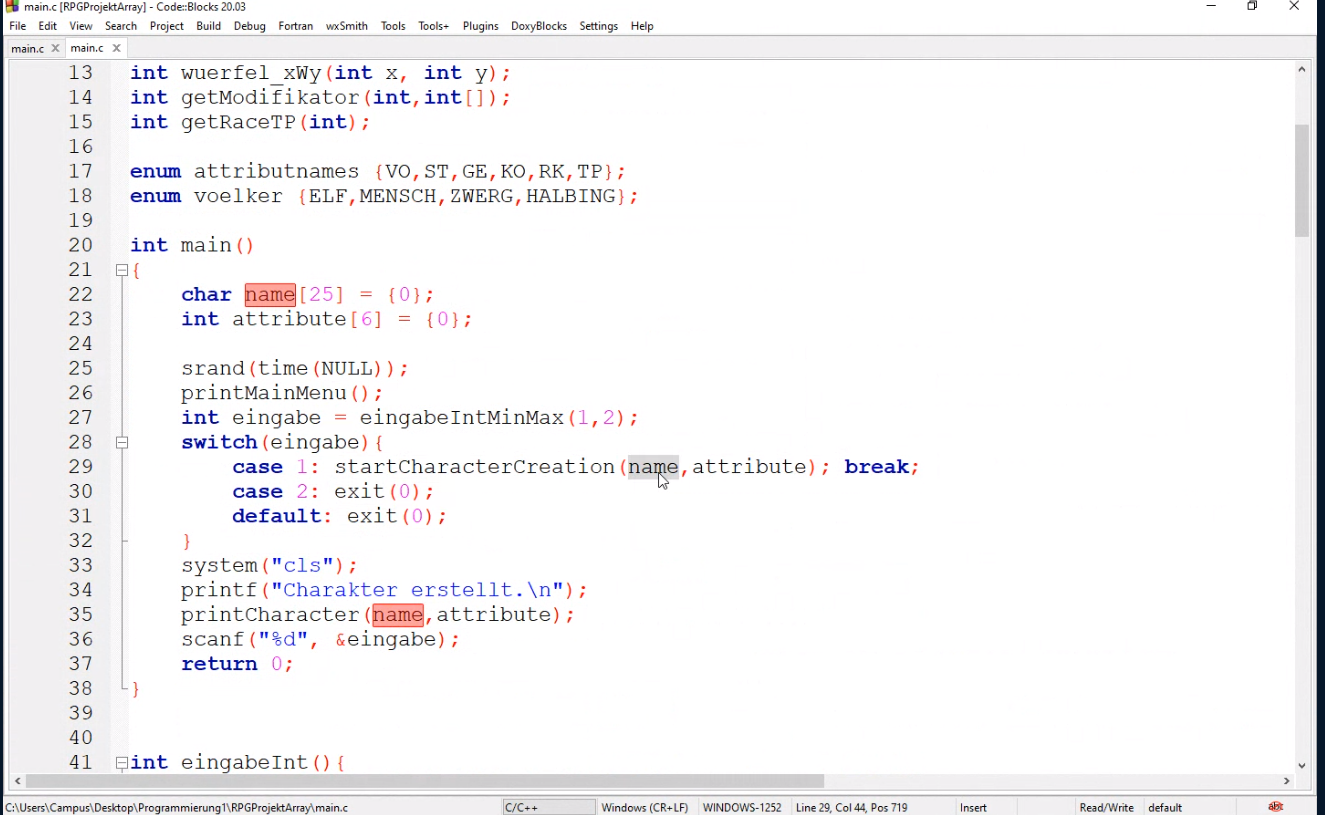 main.c [RPGProjektArray] - Code::Blocks 20.03
File Edit View Search Project Build Debug Fortran wxSmith Tools Tools+ Plugins DoxyBlocks Settings Help
main.c main.c
13 int wuerfel_xWy(int x, int y);
14 int getModifikator(int,int[]);
15 int getRaceTP(int);
16
17 enum attributnames {VO,ST,GE,KO,RK,TP};
18 enum voelker {ELF,MENSCH,ZWERG,HALBING};
19
20 int main()
21 {
22 char name[25] = {0};
23 int attribute[6] = {0};
24
25 srand(time(NULL));
26 printMainMenu();
27 int eingabe = eingabeIntMinMax(1,2);
28 switch(eingabe){
29 case 1: startCharacterCreation(name,attribute); break;
30 case 2: exit(0);
31 default: exit(0);
32 }
33 system("cls");
34 printf("Charakter erstellt.\n");
35 printCharacter(name,attribute);
36 scanf("%d", &eingabe);
37 return 0;
38 }
39
40
41 int eingabeInt(){
C:\Users\Campus\Desktop\Programmierung1\RPGProjektArray\main.c C/C++ Windows (CR+LF) WINDOWS-1252 Line 29, Col 44, Pos 719 Insert Read/Write default abc